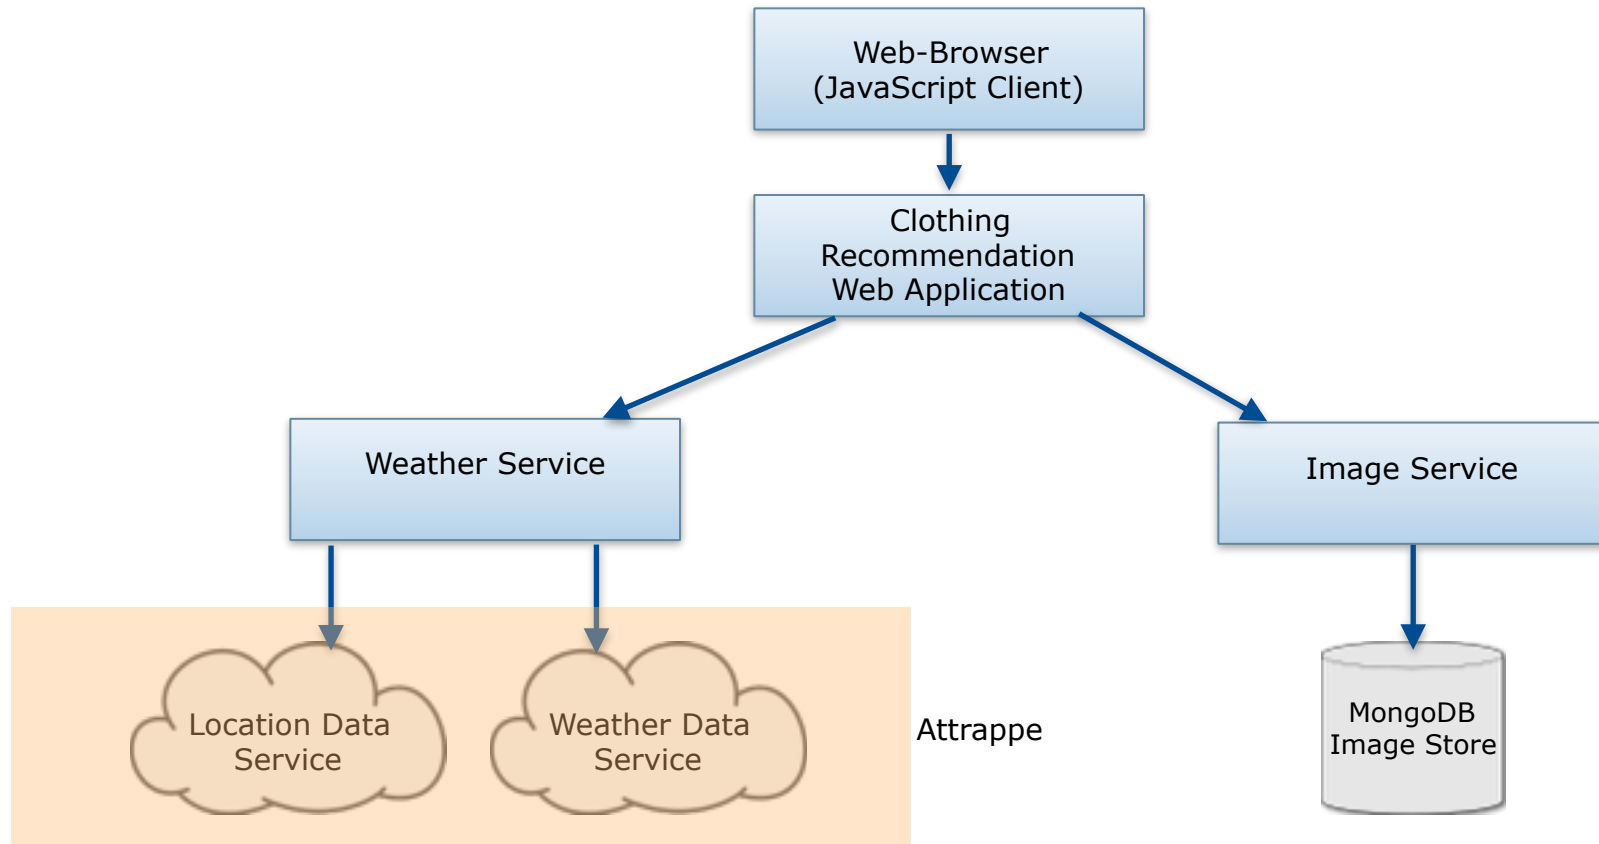 Web-Browser
(JavaScript Client)
Clothing
Recommendation
Web Application
Weather Service
Image Service
Location Data
Service
Weather Data
Service
Attrappe
MongoDB
Image Store